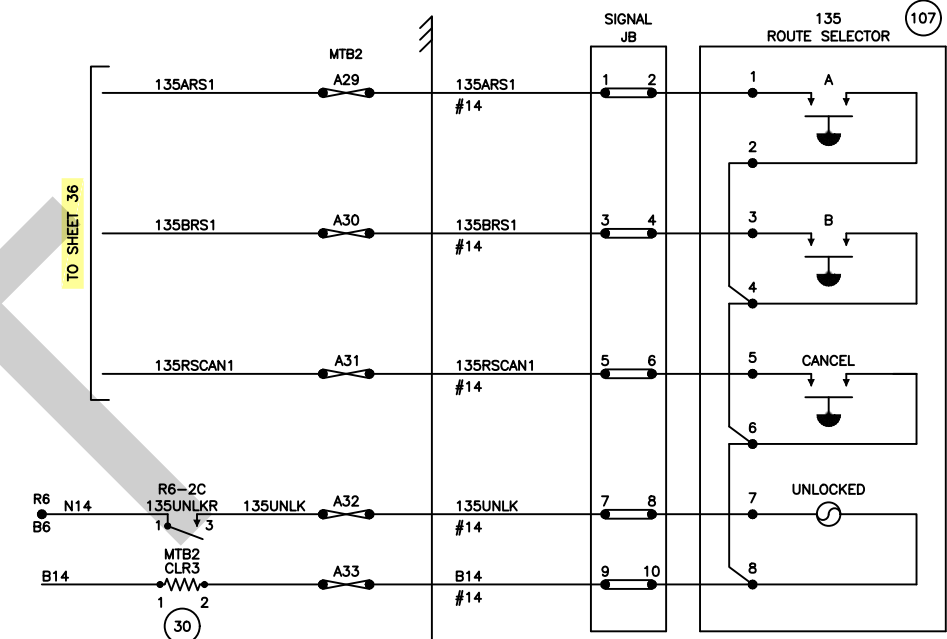 SIGNAL JB
135 ROUTE SELECTOR
107
MTB2
TO SHEET 36
135ARS1 A29 135ARS1 #14 1 2 1 A
2
135BRS1 A30 135BRS1 #14 3 4 3 B
4
135RSCAN1 A31 135RSCAN1 #14 5 6 5 CANCEL
6
R6 B6 N14 R6-2C 135UNLKR 1 3 135UNLK A32 135UNLK #14 7 8 7 UNLOCKED
MTB2 CLR3
B14 1 2 A33 B14 #14 9 10 8
30